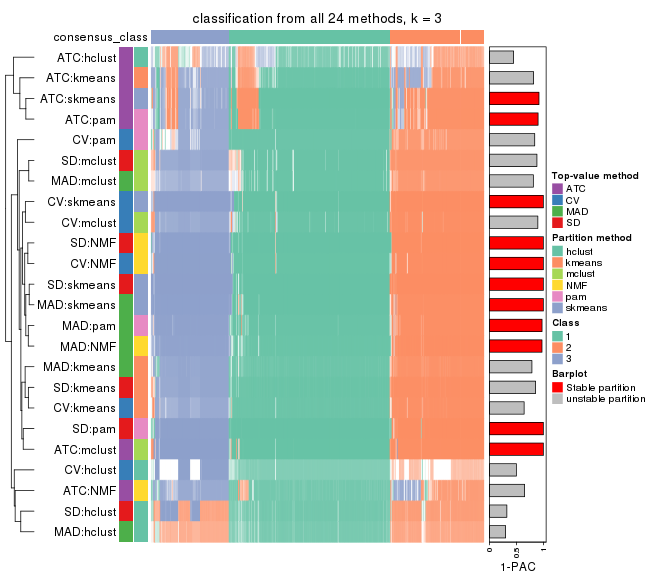 classification from all 24 methods, k = 3
consensus_class
ATC:hclust
ATC:kmeans
ATC:skmeans
ATC:pam
CV:pam
SD:mclust
MAD:mclust
CV:skmeans
CV:mclust
SD:NMF
CV:NMF
SD:skmeans
MAD:skmeans
MAD:pam
MAD:NMF
MAD:kmeans
SD:kmeans
CV:kmeans
SD:pam
ATC:mclust
CV:hclust
ATC:NMF
SD:hclust
MAD:hclust
0
0.5
1
1-PAC
Top-value method
ATC
CV
MAD
SD
Partition method
hclust
kmeans
mclust
NMF
pam
skmeans
Class
1
2
3
Barplot
Stable partition
unstable partition